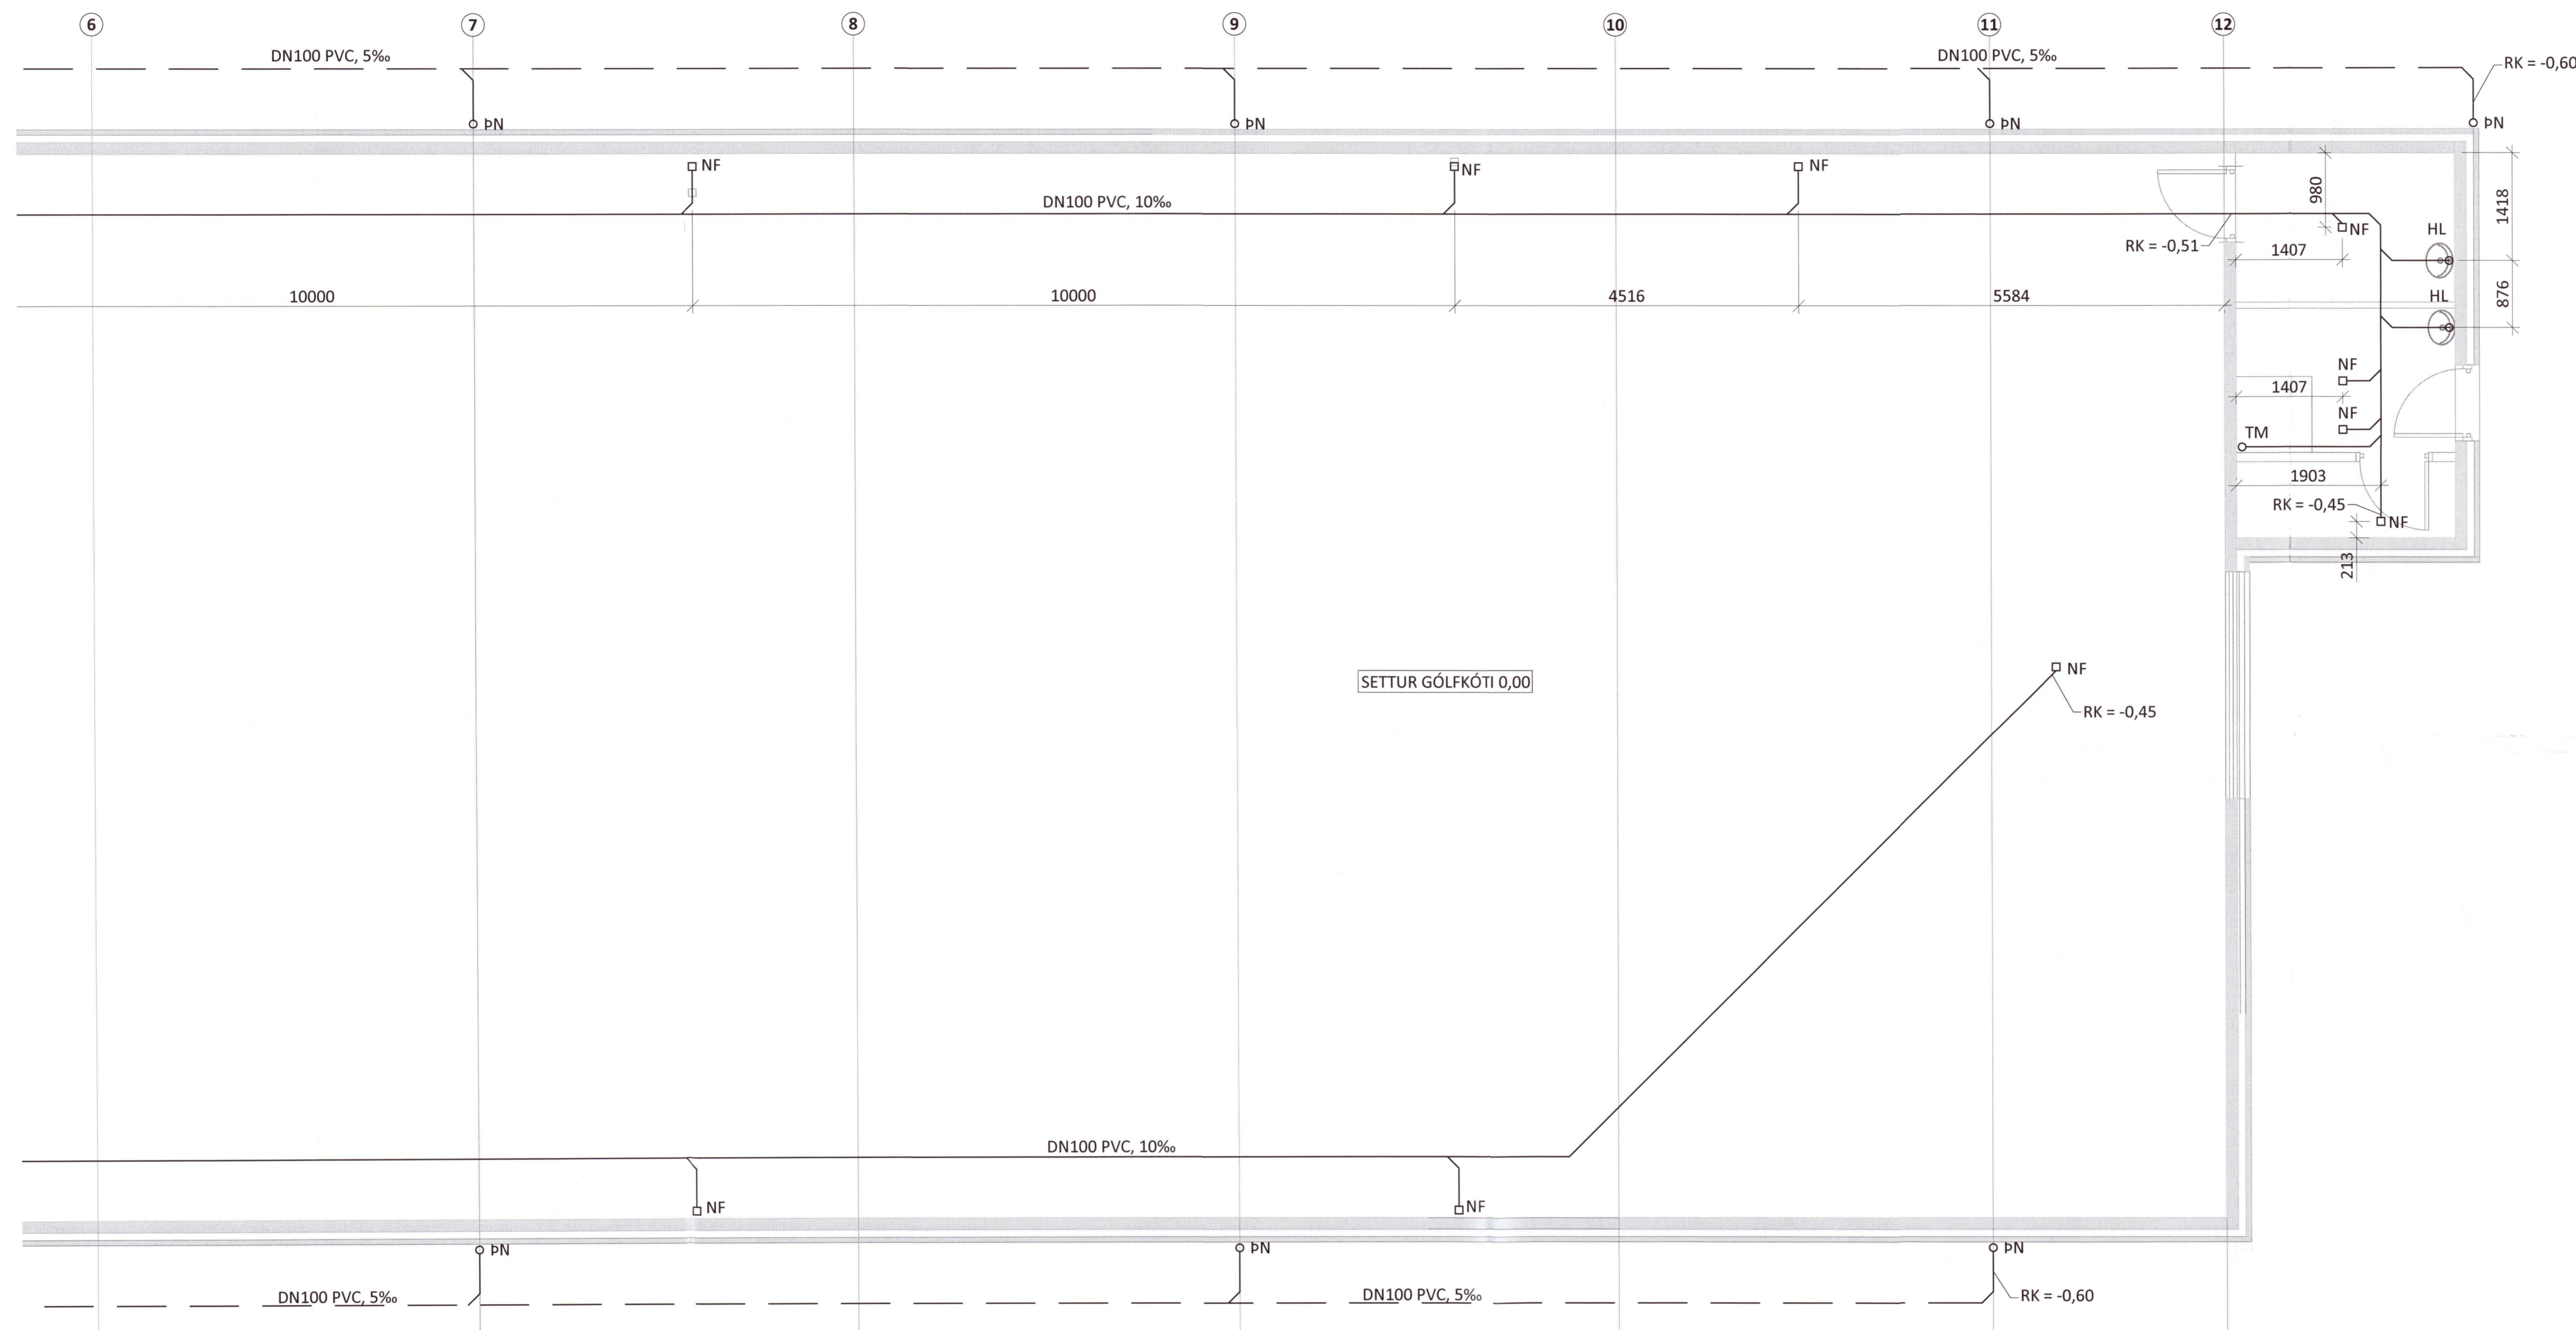 6 7 8 9 10 11 12
DN100 PVC, 5‰ DN100 PVC, 5‰
RK = -0,60
ÞN ÞN ÞN ÞN
NF NF NF
DN100 PVC, 10‰
980
1418
NF
HL
RK = -0,51
1407
10000 10000 4516 5584
HL
876
NF
1407
NF
TM
1903
RK = -0,45
NF
213
SETTUR GÓLFKÓTI 0,00
NF
RK = -0,45
DN100 PVC, 10‰
NF NF
ÞN ÞN ÞN
DN100 PVC, 5‰ DN100 PVC, 5‰ RK = -0,60